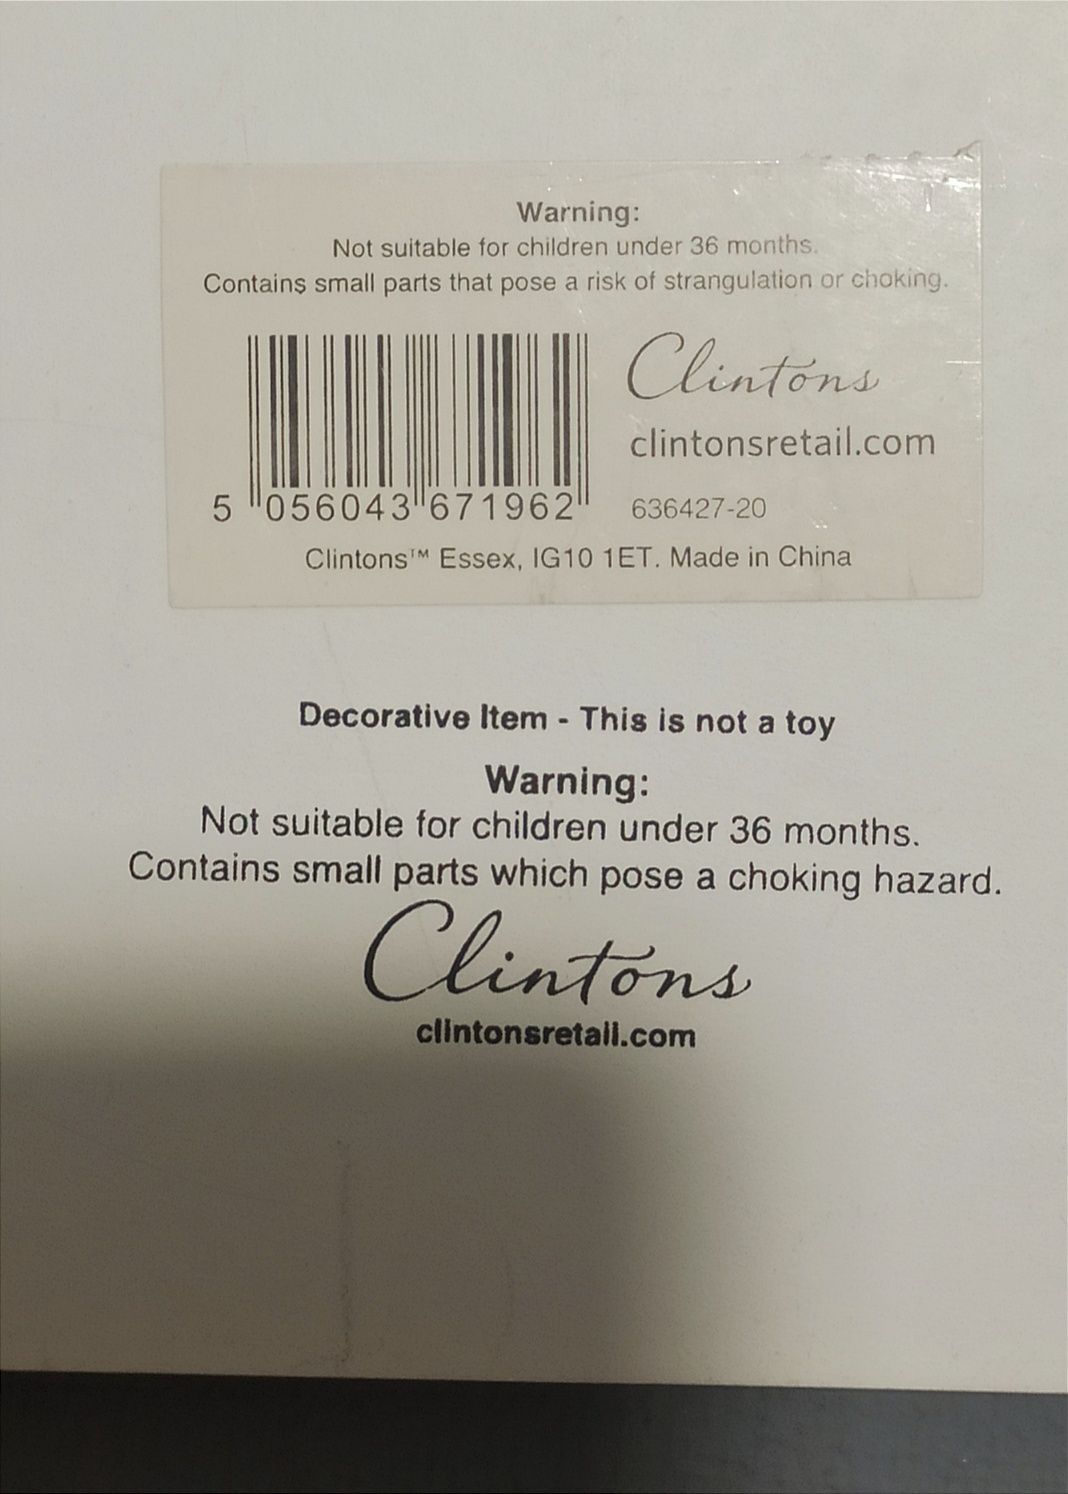 Warning:
Not suitable for children under 36 months.
Contains small parts that pose a risk of strangulation or choking.
Clintons
clintonsretail.com
5 056043 671962
636427-20
Clintons™ Essex, IG10 1ET. Made in China
Decorative Item - This is not a toy
Warning:
Not suitable for children under 36 months.
Contains small parts which pose a choking hazard.
Clintons
clintonsretail.com